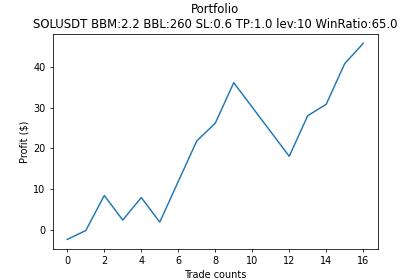 Portfolio
SOLUSDT BBM:2.2 BBL:260 SL:0.6 TP:1.0 lev:10 WinRatio:65.0
40
30
20
10
0
Profit ($)
0 2 4 6 8 10 12 14 16
Trade counts